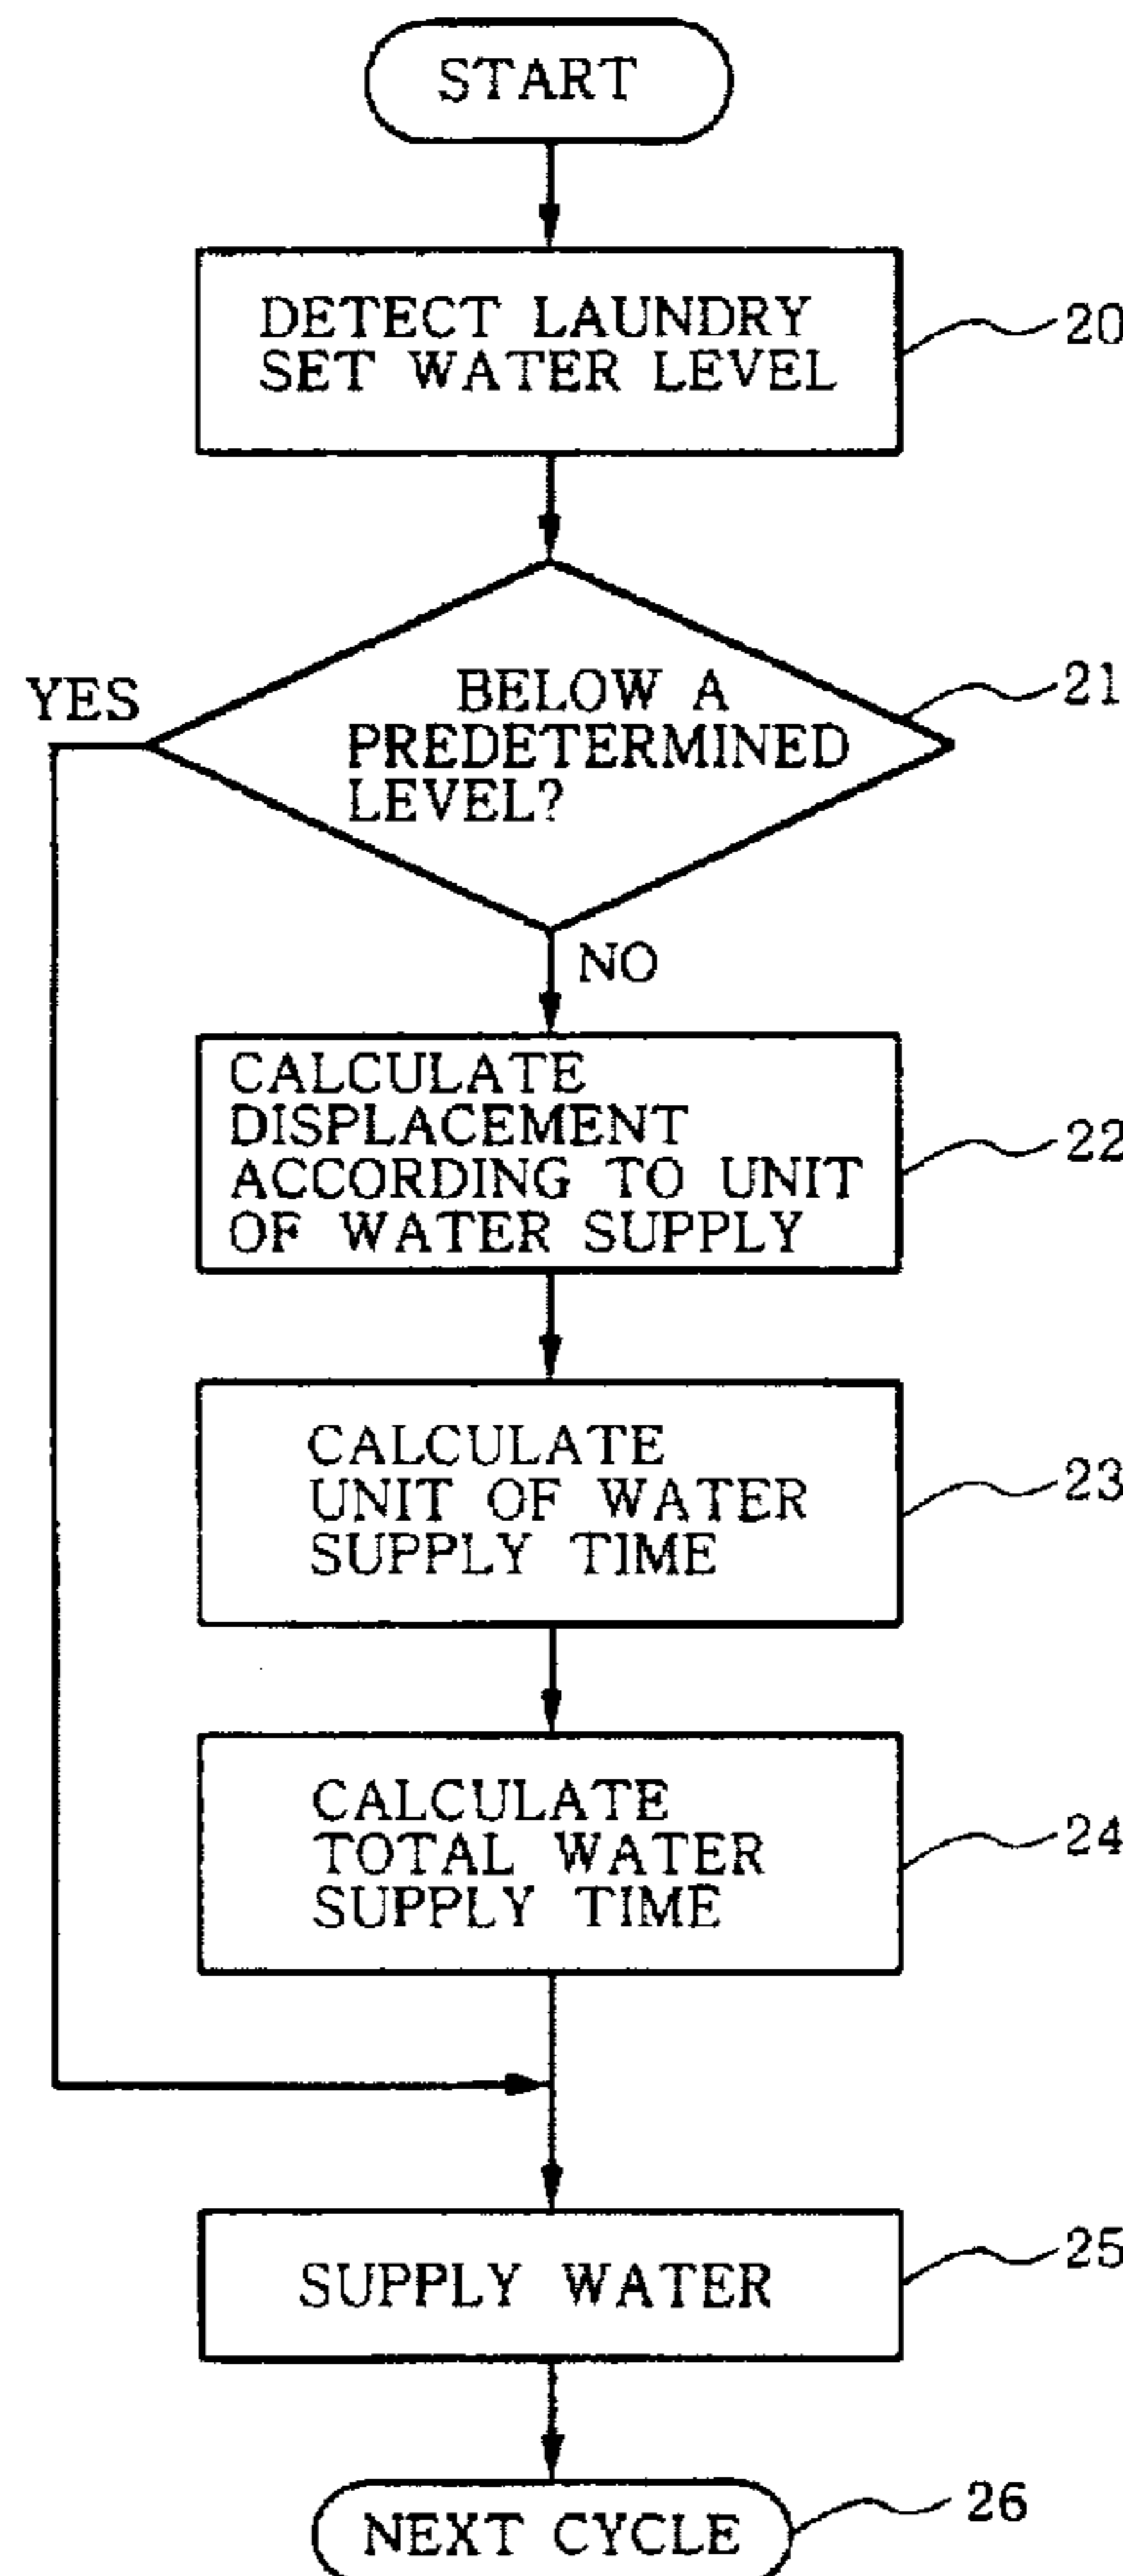 START
DETECT LAUNDRY
SET WATER LEVEL
20
YES
BELOW A
PREDETERMINED
LEVEL?
21
NO
CALCULATE
DISPLACEMENT
ACCORDING TO UNIT
OF WATER SUPPLY
22
CALCULATE
UNIT OF WATER
SUPPLY TIME
23
CALCULATE
TOTAL WATER
SUPPLY TIME
24
SUPPLY WATER
25
NEXT CYCLE
26